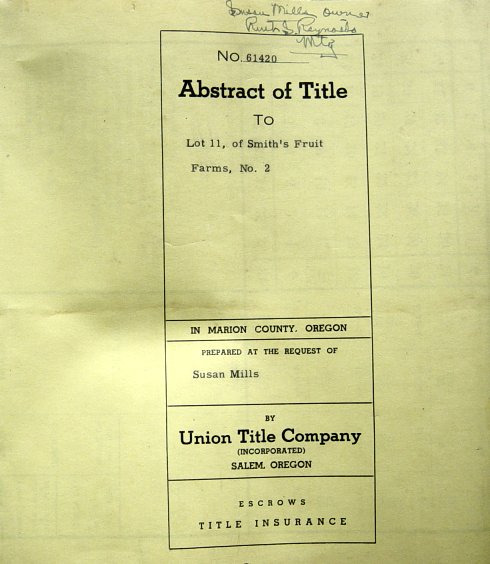 Susan Mills owner
Ruth S. Reynolds
Mtg
No. 61420
Abstract of Title
To
Lot 11, of Smith's Fruit
Farms, No. 2
IN MARION COUNTY, OREGON
PREPARED AT THE REQUEST OF
Susan Mills
BY
Union Title Company
(INCORPORATED)
SALEM, OREGON
ESCROWS
TITLE INSURANCE